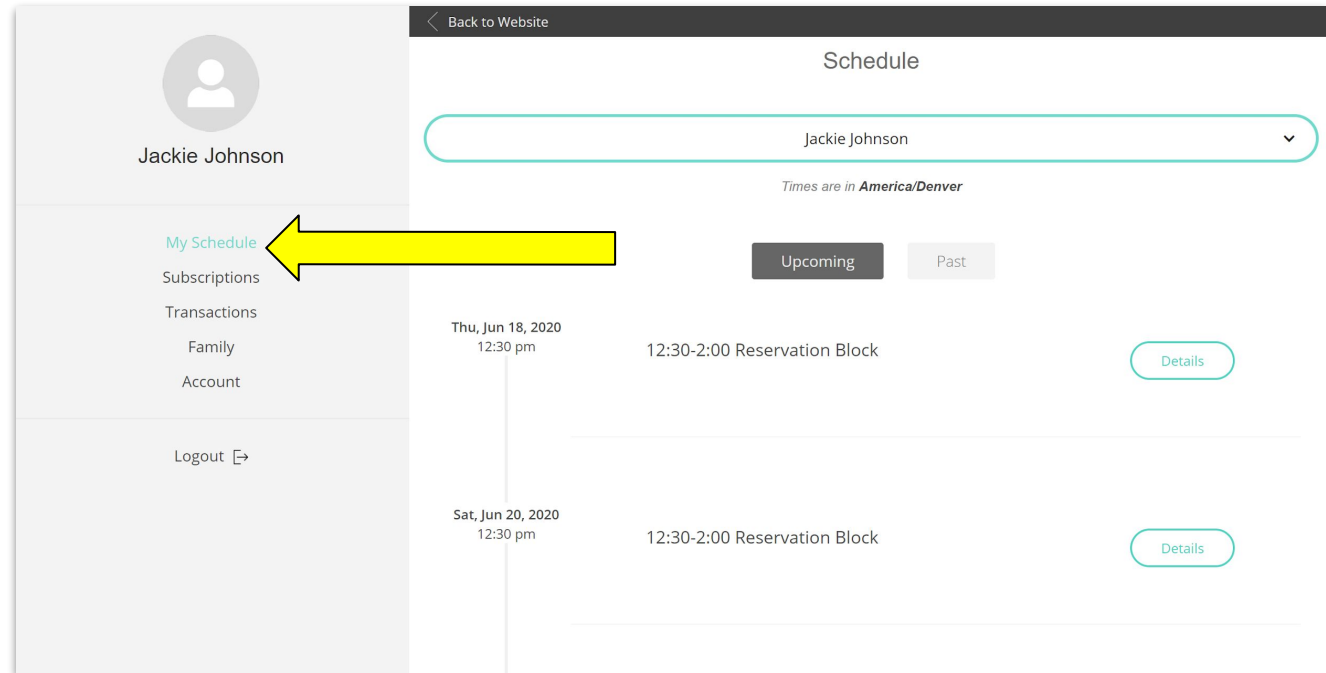 Back to Website
Jackie Johnson
My Schedule
Subscriptions
Transactions
Family
Account
Logout
Schedule
Jackie Johnson
Times are in America/Denver
Upcoming
Past
Thu, Jun 18, 2020
12:30 pm
12:30-2:00 Reservation Block
Details
Sat, Jun 20, 2020
12:30 pm
12:30-2:00 Reservation Block
Details